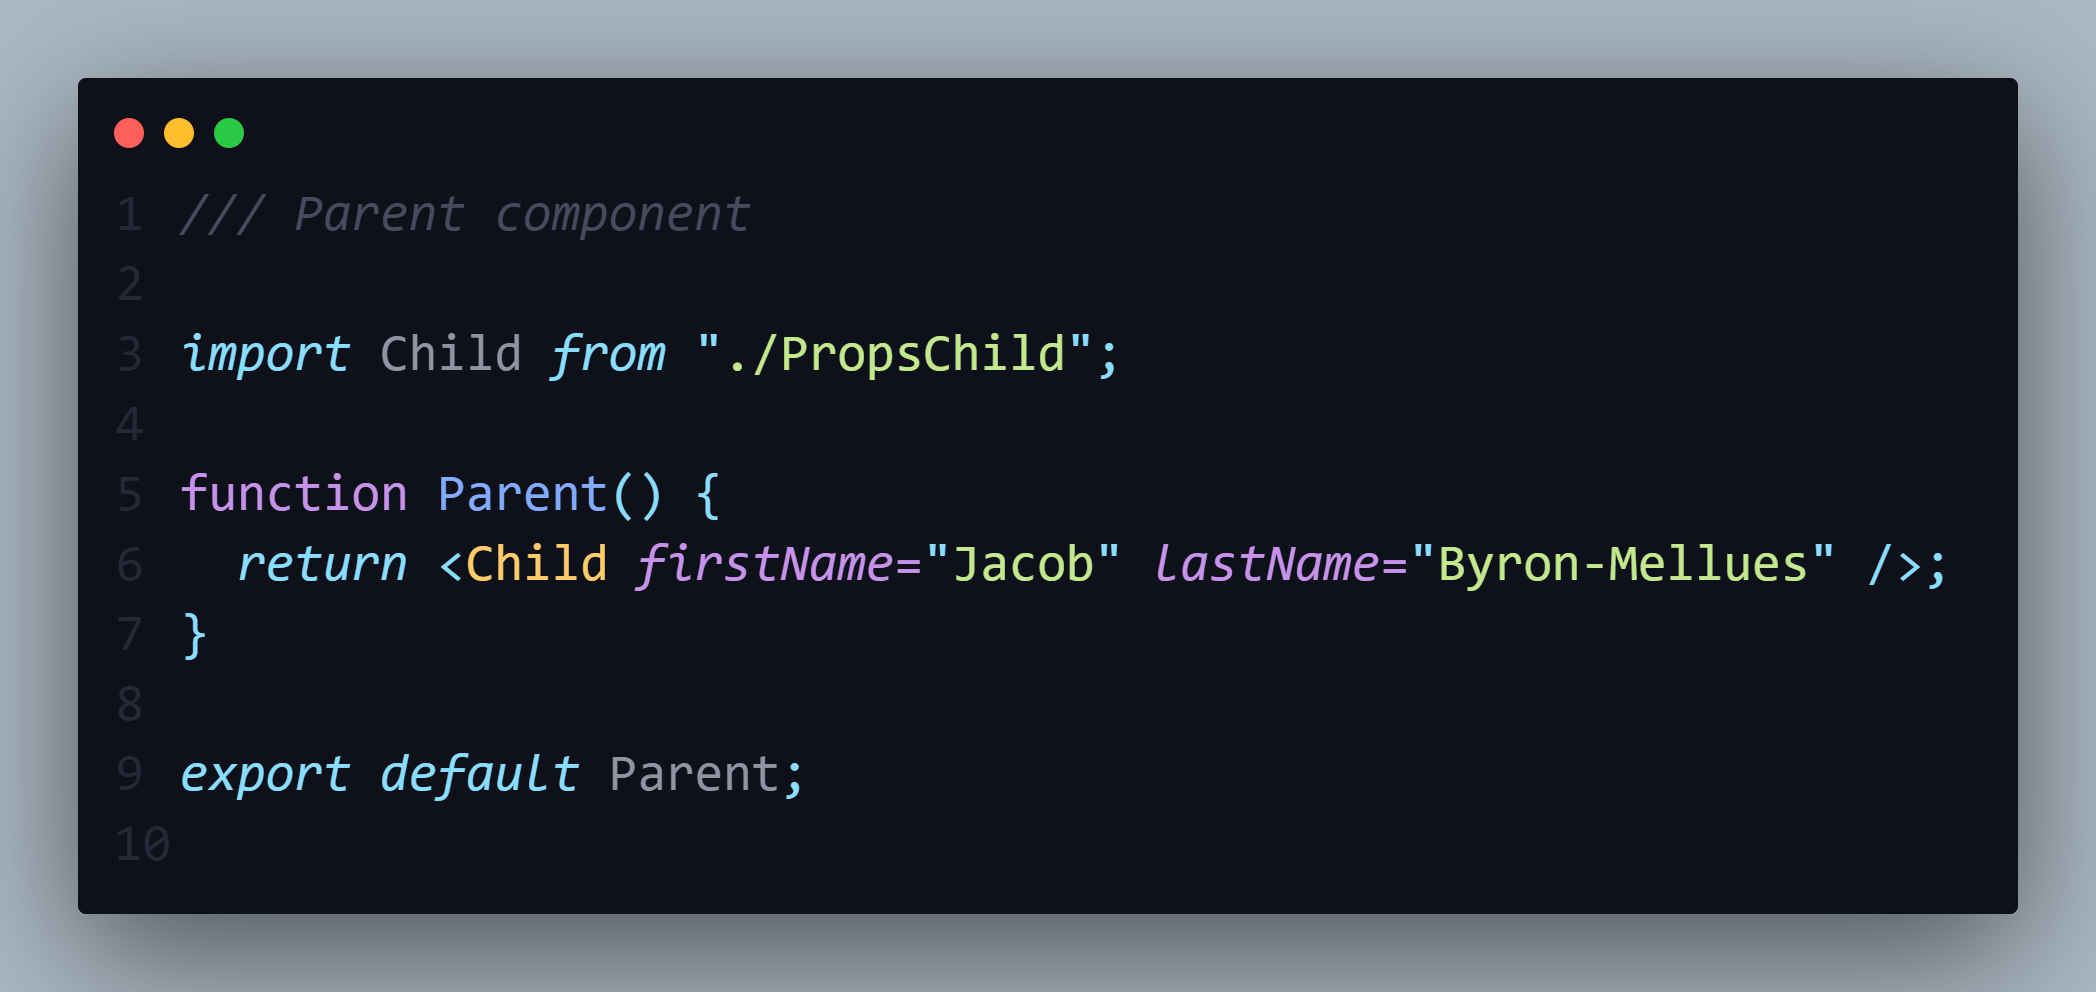 1 /// Parent component
2
3 import Child from "./PropsChild";
4
5 function Parent() {
6   return <Child firstName="Jacob" lastName="Byron-Mellues" />;
7 }
8
9 export default Parent;
10